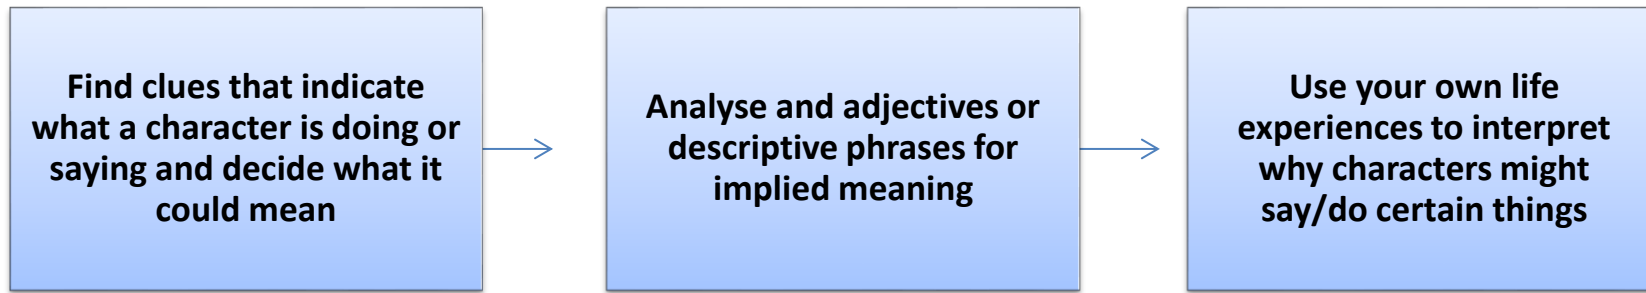 Find clues that indicate
what a character is doing or
saying and decide what it
could mean
Analyse and adjectives or
descriptive phrases for
implied meaning
Use your own life
experiences to interpret
why characters might
say/do certain things